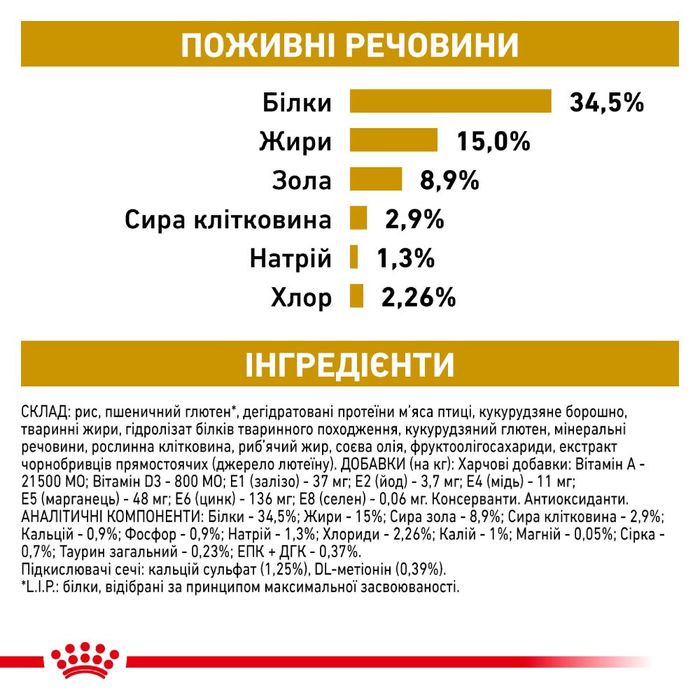 ПОЖИВНІ РЕЧОВИНИ
Білки 34,5%
Жири 15,0%
Зола 8,9%
Сира клітковина 2,9%
Натрій 1,3%
Хлор 2,26%
ІНГРЕДІЄНТИ
СКЛАД: рис, пшеничний глютен*, дегідратовані протеїни м'яса птиці, кукурудзяне борошно,
тваринні жири, гідролізат білків тваринного походження, кукурудзяний глютен, мінеральні
речовини, рослинна клітковина, риб'ячий жир, соєва олія, фруктоолігосахариди, екстракт
чорнобривців прямостоячих (джерело лютеїну). ДОБАВКИ (на кг): Харчові добавки: Вітамін А -
21500 МО; Вітамін D3 - 800 МО; Е1 (залізо) - 37 мг; Е2 (йод) - 3,7 мг; Е4 (мідь) - 11 мг;
Е5 (марганець) - 48 мг; Е6 (цинк) - 136 мг; Е8 (селен) - 0,06 мг. Консерванти. Антиоксиданти.
АНАЛІТИЧНІ КОМПОНЕНТИ: Білки - 34,5%; Жири - 15%; Сира зола - 8,9%; Сира клітковина - 2,9%;
Кальцій - 0,9%; Фосфор - 0,9%; Натрій - 1,3%; Хлориди - 2,26%; Калій - 1%; Магній - 0,05%; Сірка -
0,7%; Таурин загальний - 0,23%; ЕПК + ДГК - 0,37%.
Підкислювачі сечі: кальцій сульфат (1,25%), DL-метіонін (0,39%).
*L.I.P.: білки, відібрані за принципом максимальної засвоюваності.